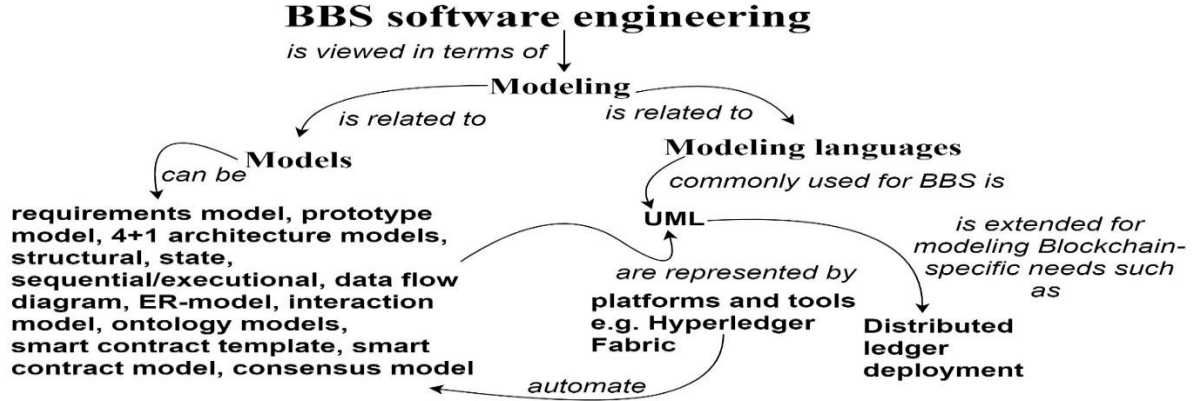 BBS software engineering
is viewed in terms of
Modeling
is related to
is related to
Models
Modeling languages
can be
commonly used for BBS is
requirements model, prototype
model, 4+1 architecture models,
structural, state,
sequential/executional, data flow
diagram, ER-model, interaction
model, ontology models,
smart contract template, smart
contract model, consensus model
UML
is extended for
modeling Blockchain-
specific needs such
as
are represented by
platforms and tools
e.g. Hyperledger
Fabric
Distributed
ledger
deployment
automate